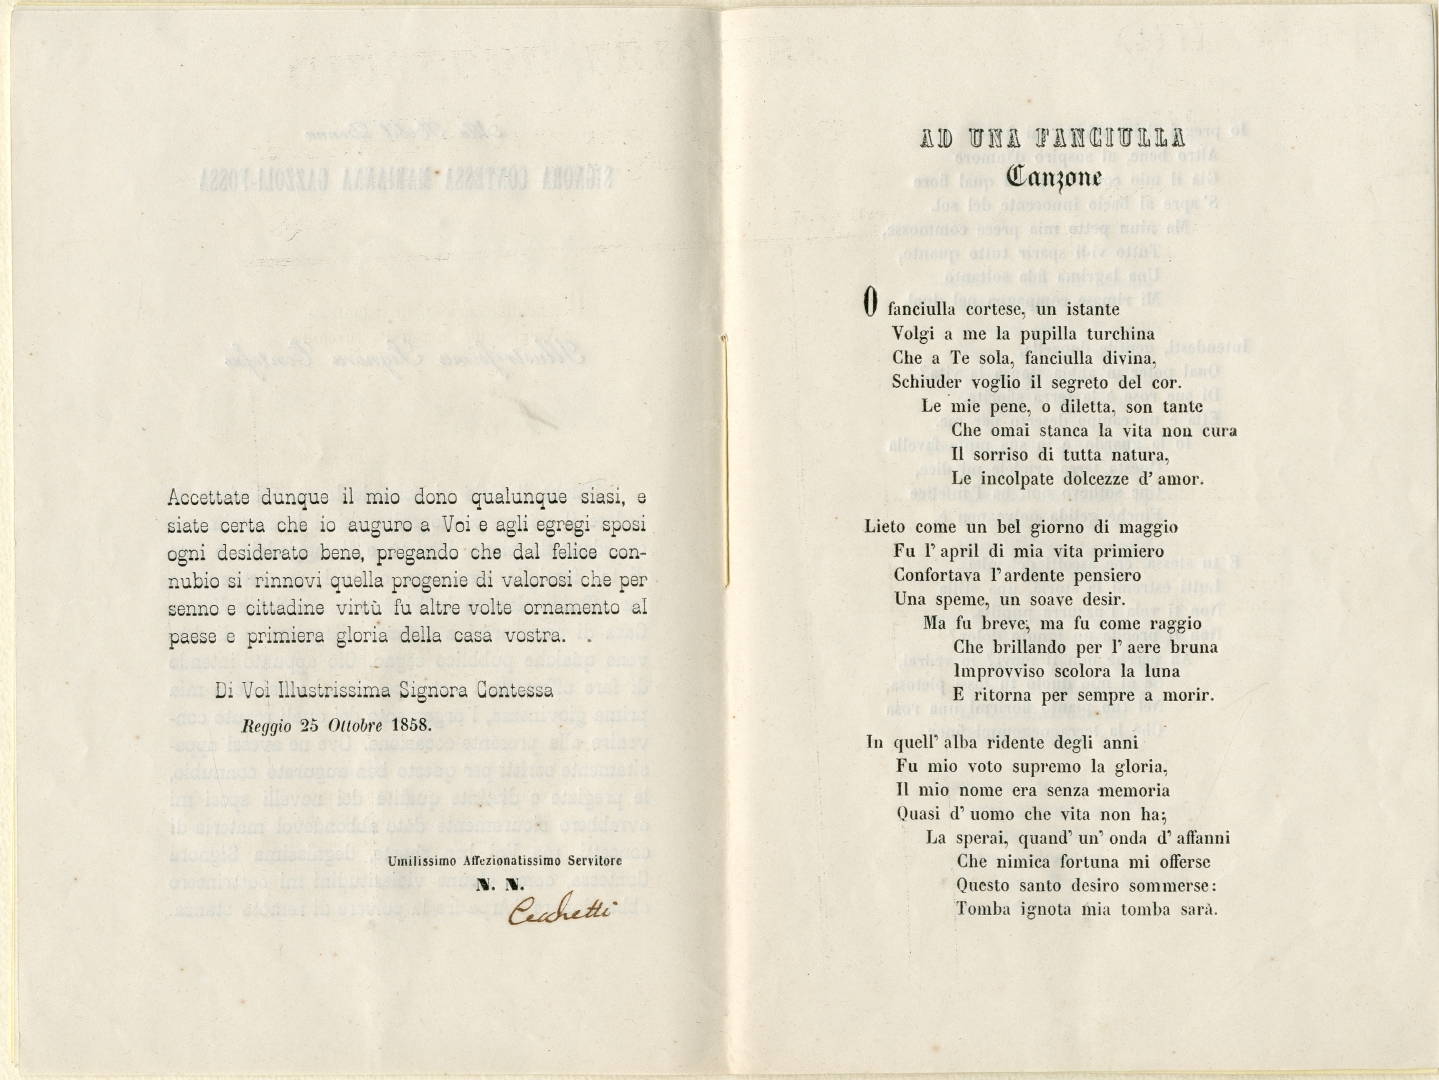 Accettate dunque il mio dono qualunque siasi, e
siate certa che io auguro a Voi e agli egregi sposi
ogni desiderato bene, pregando che dal felice con-
nubio si rinnovi quella progenie di valorosi che per
senno e cittadine virtù fu altre volte ornamento al
paese e primiera gloria della casa vostra.
Di Voi Illustrissima Signora Contessa
Reggio 25 Ottobre 1858.
Umilissimo Affezionatissimo Servitore
N. N.
Cecchetti
AD UNA FANCIULLA
Canzone
O fanciulla cortese, un istante
Volgi a me la pupilla turchina
Che a Te sola, fanciulla divina,
Schiuder voglio il segreto del cor.
Le mie pene, o diletta, son tante
Che omai stanca la vita non cura
Il sorriso di tutta natura,
Le incolpate dolcezze d' amor.
Lieto come un bel giorno di maggio
Fu l' april di mia vita primiero
Confortava l' ardente pensiero
Una speme, un soave desir.
Ma fu breve; ma fu come raggio
Che brillando per l' aere bruna
Improvviso scolora la luna
E ritorna per sempre a morir.
In quell' alba ridente degli anni
Fu mio voto supremo la gloria,
Il mio nome era senza memoria
Quasi d' uomo che vita non ha;
La sperai, quand' un' onda d' affanni
Che nimica fortuna mi offerse
Questo santo desiro sommerse:
Tomba ignota mia tomba sarà.